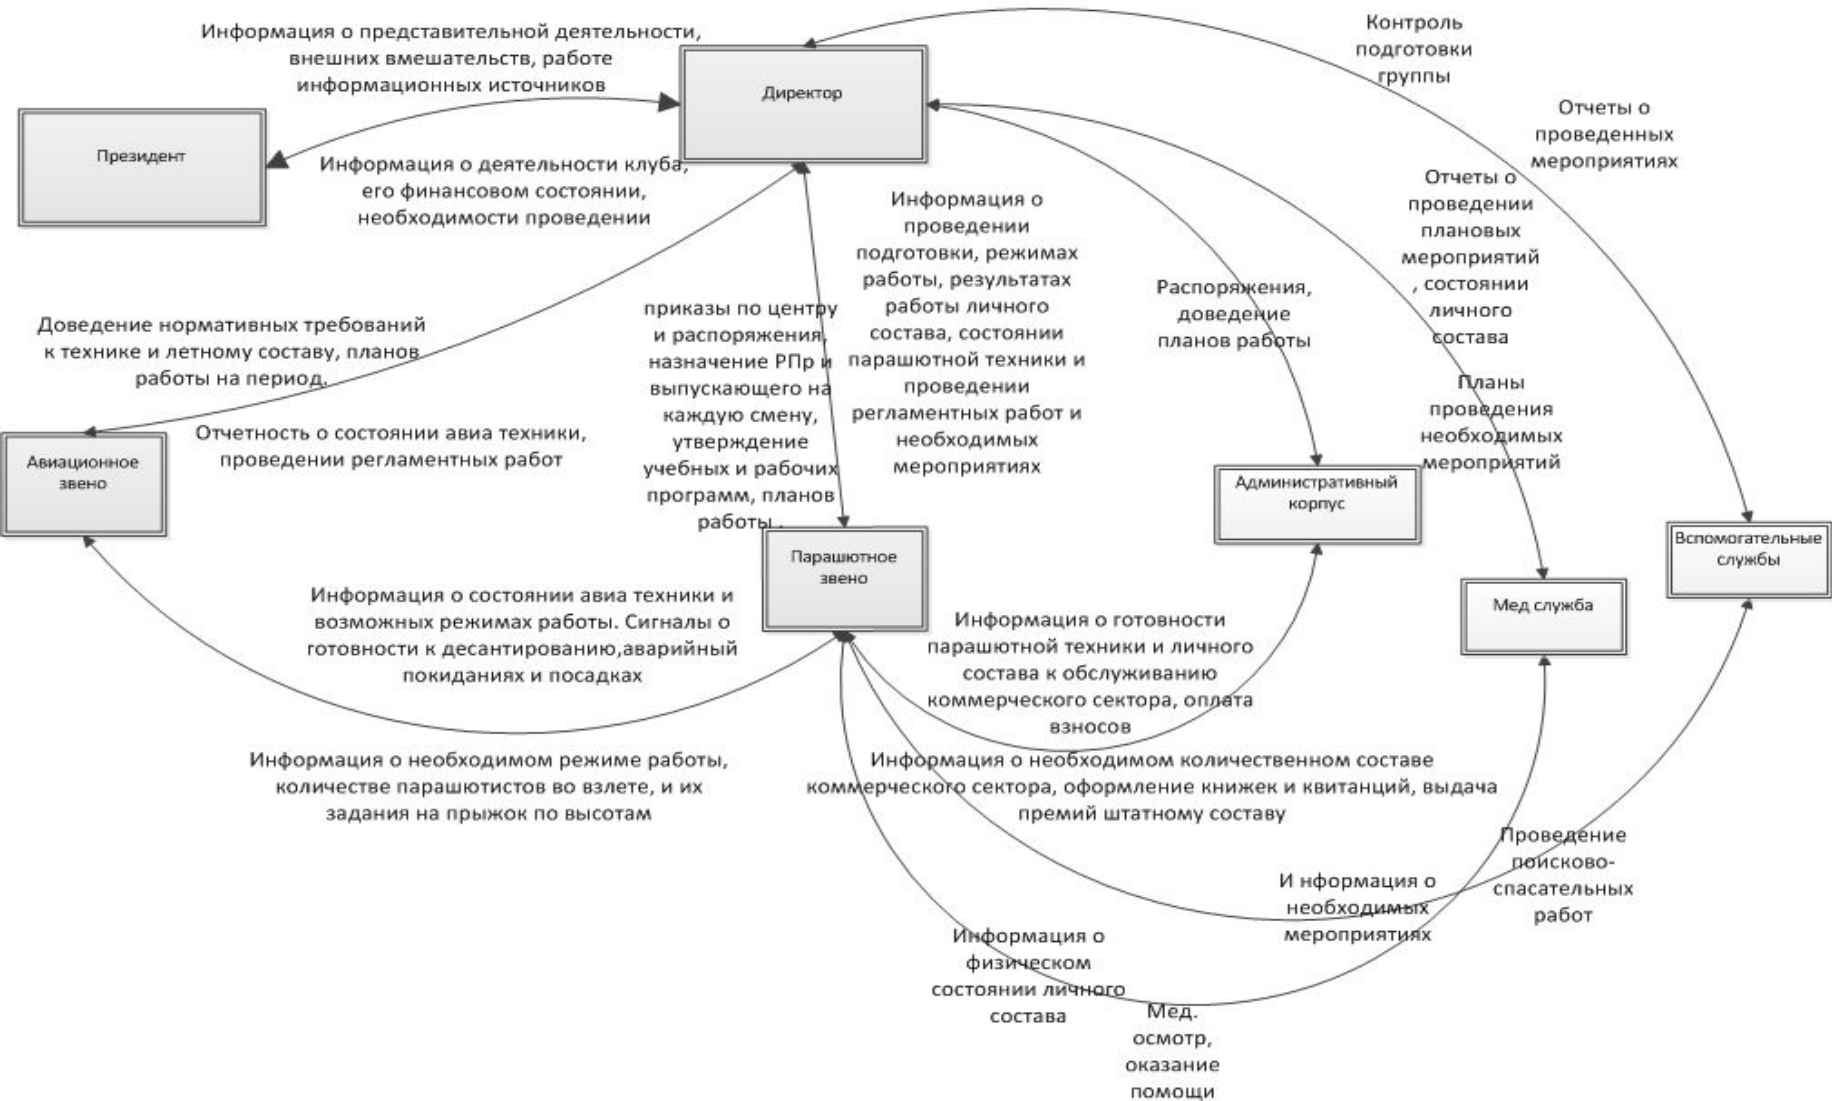 Информация о представительной деятельности,
внешних вмешательств, работе
информационных источников
Директор
Контроль
подготовки
группы
Отчеты о
проведенных
мероприятиях
Президент
Информация о деятельности клуба,
его финансовом состоянии,
необходимости проведении
Информация о
проведении
подготовки, режимах
работы, результатах
работы личного
состава, состоянии
парашютной техники и
проведении
регламентных работ и
необходимых
мероприятиях
Отчеты о
проведении
плановых
мероприятий
, состоянии
личного
состава
Распоряжения,
доведение
планов работы
приказы по центру
и распоряжения,
назначение РПр и
выпускающего на
каждую смену,
утверждение
учебных и рабочих
программ, планов
работы .
Доведение нормативных требований
к технике и летному составу, планов
работы на период.
Планы
проведения
необходимых
мероприятий
Отчетность о состоянии авиа техники,
проведении регламентных работ
Авиационное
звено
Административный
корпус
Вспомогательные
службы
Парашютное
звено
Мед служба
Информация о состоянии авиа техники и
возможных режимах работы. Сигналы о
готовности к десантированию,аварийный
покиданиях и посадках
Информация о готовности
парашютной техники и личного
состава к обслуживанию
коммерческого сектора, оплата
взносов
Информация о необходимом режиме работы,
количестве парашютистов во взлете, и их
задания на прыжок по высотам
Информация о необходимом количественном составе
коммерческого сектора, оформление книжек и квитанций, выдача
премий штатному составу
Проведение
поисково-
спасательных
работ
И нформация о
необходимых
мероприятиях
Информация о
физическом
состоянии личного
состава
Мед.
осмотр,
оказание
помощи